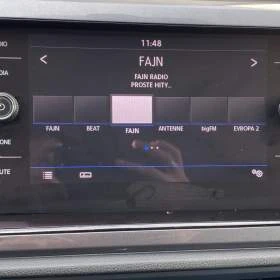 11:48
FAJN
FAJN RADIO
PROSTE HITY...
FAJN BEAT FAJN ANTENNE bigFM EVROPA 2